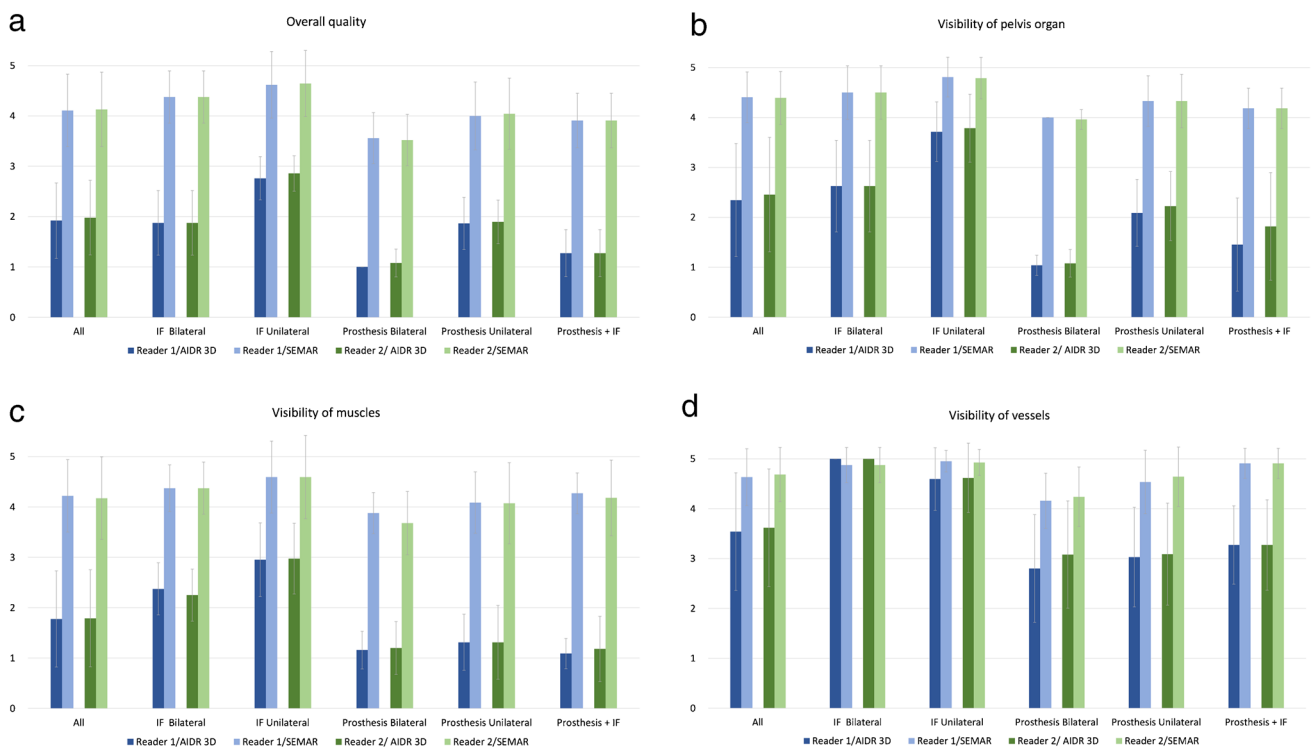 a
Overall quality
5
4
3
2
1
0
All IF Bilateral IF Unilateral Prosthesis Bilateral Prosthesis Unilateral Prosthesis + IF
Reader 1/AIDR 3D Reader 1/SEMAR Reader 2/ AIDR 3D Reader 2/SEMAR
b
Visibility of pelvis organ
5
4
3
2
1
0
All IF Bilateral IF Unilateral Prosthesis Bilateral Prosthesis Unilateral Prosthesis + IF
Reader 1/AIDR 3D Reader 1/SEMAR Reader 2/ AIDR 3D Reader 2/SEMAR
c
Visibility of muscles
5
4
3
2
1
0
All IF Bilateral IF Unilateral Prosthesis Bilateral Prosthesis Unilateral Prosthesis + IF
Reader 1/AIDR 3D Reader 1/SEMAR Reader 2/ AIDR 3D Reader 2/SEMAR
d
Visibility of vessels
5
4
3
2
1
0
All IF Bilateral IF Unilateral Prosthesis Bilateral Prosthesis Unilateral Prosthesis + IF
Reader 1/AIDR 3D Reader 1/SEMAR Reader 2/ AIDR 3D Reader 2/SEMAR